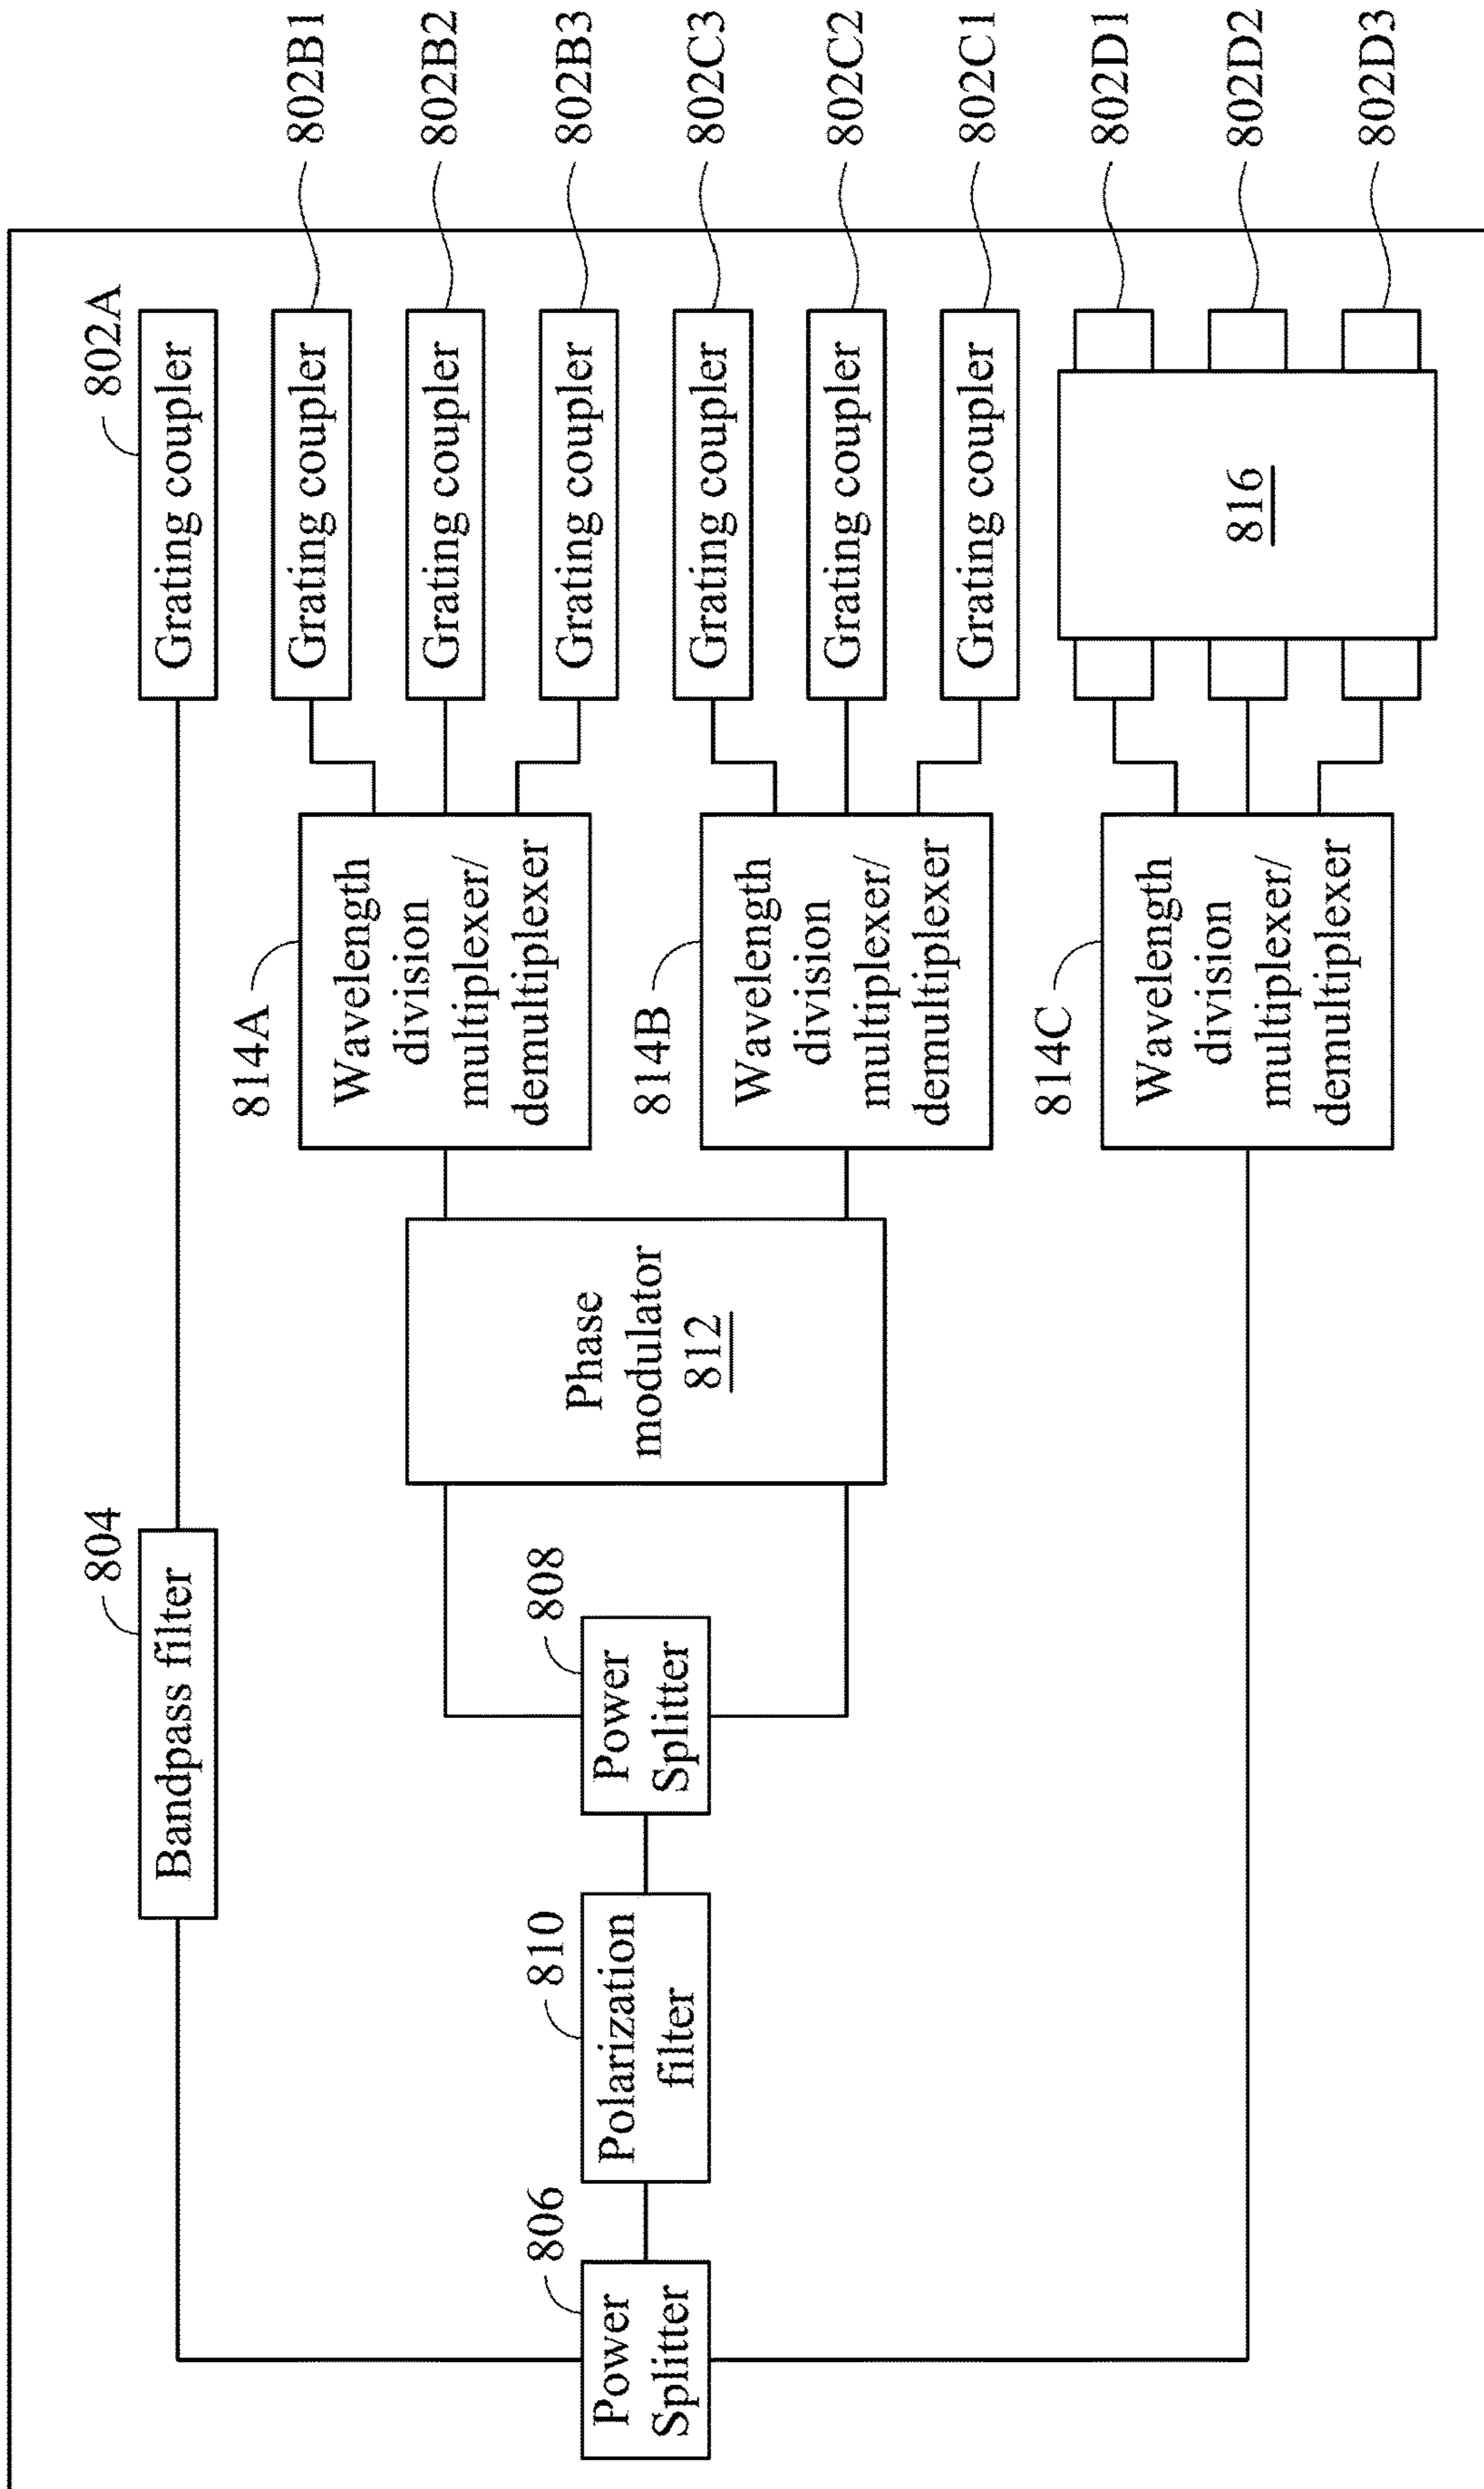 802A
Grating coupler
804
Bandpass filter
802B1
Grating coupler
802B2
Grating coupler
802B3
Grating coupler
814A
Wavelength
division
multiplexer/
demultiplexer
802C3
Grating coupler
802C2
Grating coupler
802C1
Grating coupler
814B
Wavelength
division
multiplexer/
demultiplexer
Phase
modulator
812
808
Power
Splitter
810
Polarization
filter
806
Power
Splitter
802D1
802D2
802D3
816
814C
Wavelength
division
multiplexer/
demultiplexer